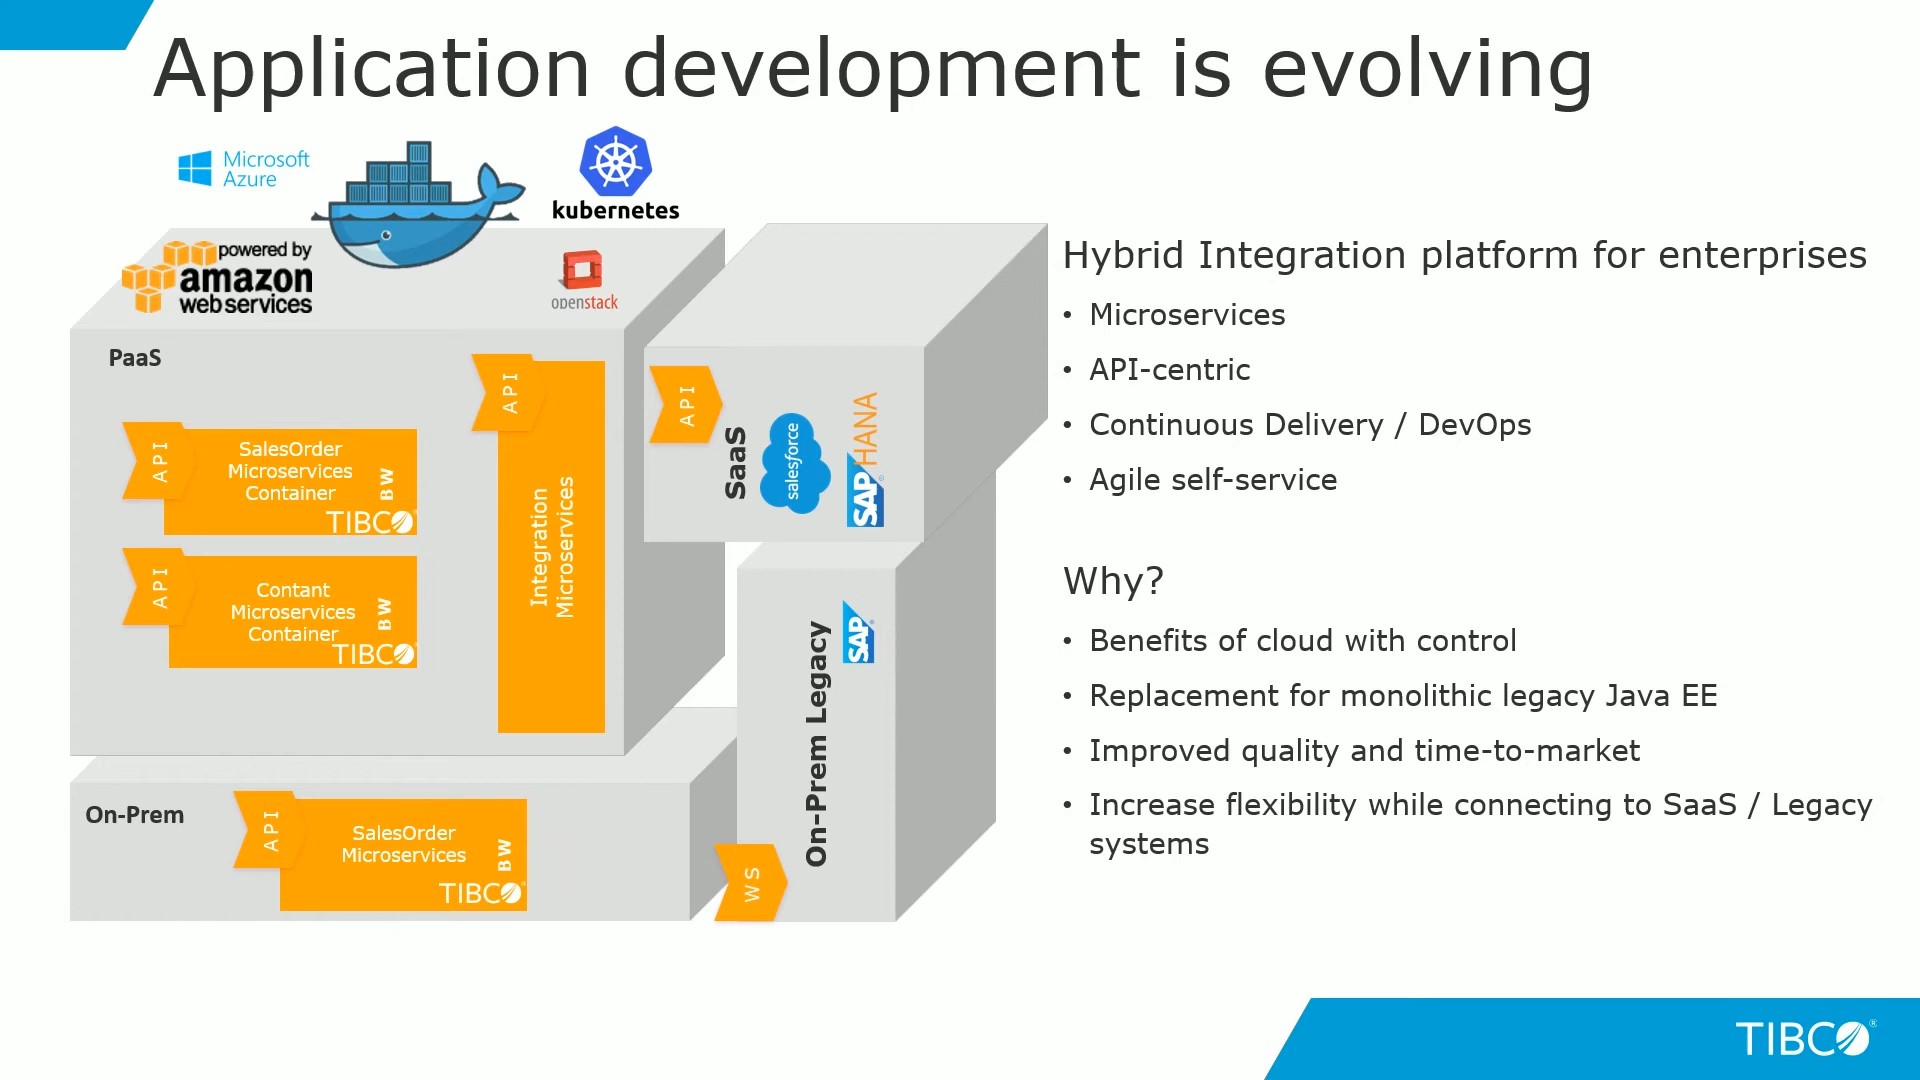 Application development is evolving
Microsoft
Azure
kubernetes
powered by
amazon
web services
openstack
PaaS
API
SalesOrder
Microservices
Container
BW
TIBCO
API
Contant
Microservices
Container
BW
TIBCO
API
Integration
Microservices
API
SaaS
salesforce
SAP HANA
On-Prem
API
SalesOrder
Microservices
BW
TIBCO
On-Prem Legacy
SAP
WS
Hybrid Integration platform for enterprises
• Microservices
• API-centric
• Continuous Delivery / DevOps
• Agile self-service
Why?
• Benefits of cloud with control
• Replacement for monolithic legacy Java EE
• Improved quality and time-to-market
• Increase flexibility while connecting to SaaS / Legacy
systems
TIBCO®